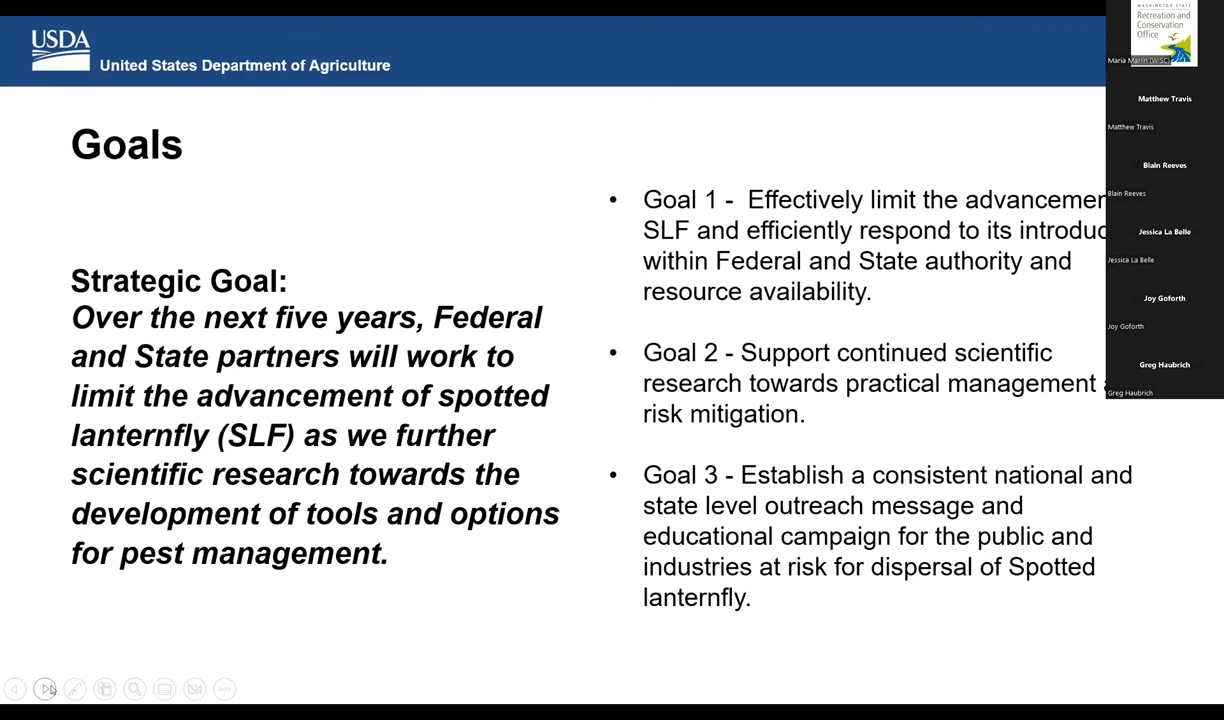 USDA
United States Department of Agriculture
Goals
Strategic Goal:
Over the next five years, Federal
and State partners will work to
limit the advancement of spotted
lanternfly (SLF) as we further
scientific research towards the
development of tools and options
for pest management.
• Goal 1 - Effectively limit the advancemen
SLF and efficiently respond to its introduc
within Federal and State authority and
resource availability.
• Goal 2 - Support continued scientific
research towards practical management
risk mitigation.
• Goal 3 - Establish a consistent national and
state level outreach message and
educational campaign for the public and
industries at risk for dispersal of Spotted
lanternfly.
WASHINGTON STATE
Recreation and
Conservation
Office
Maria Marlin (WISC)
Matthew Travis
Matthew Travis
Blain Reeves
Blain Reeves
Jessica La Belle
Jessica La Belle
Joy Goforth
Joy Goforth
Greg Haubrich
Greg Haubrich